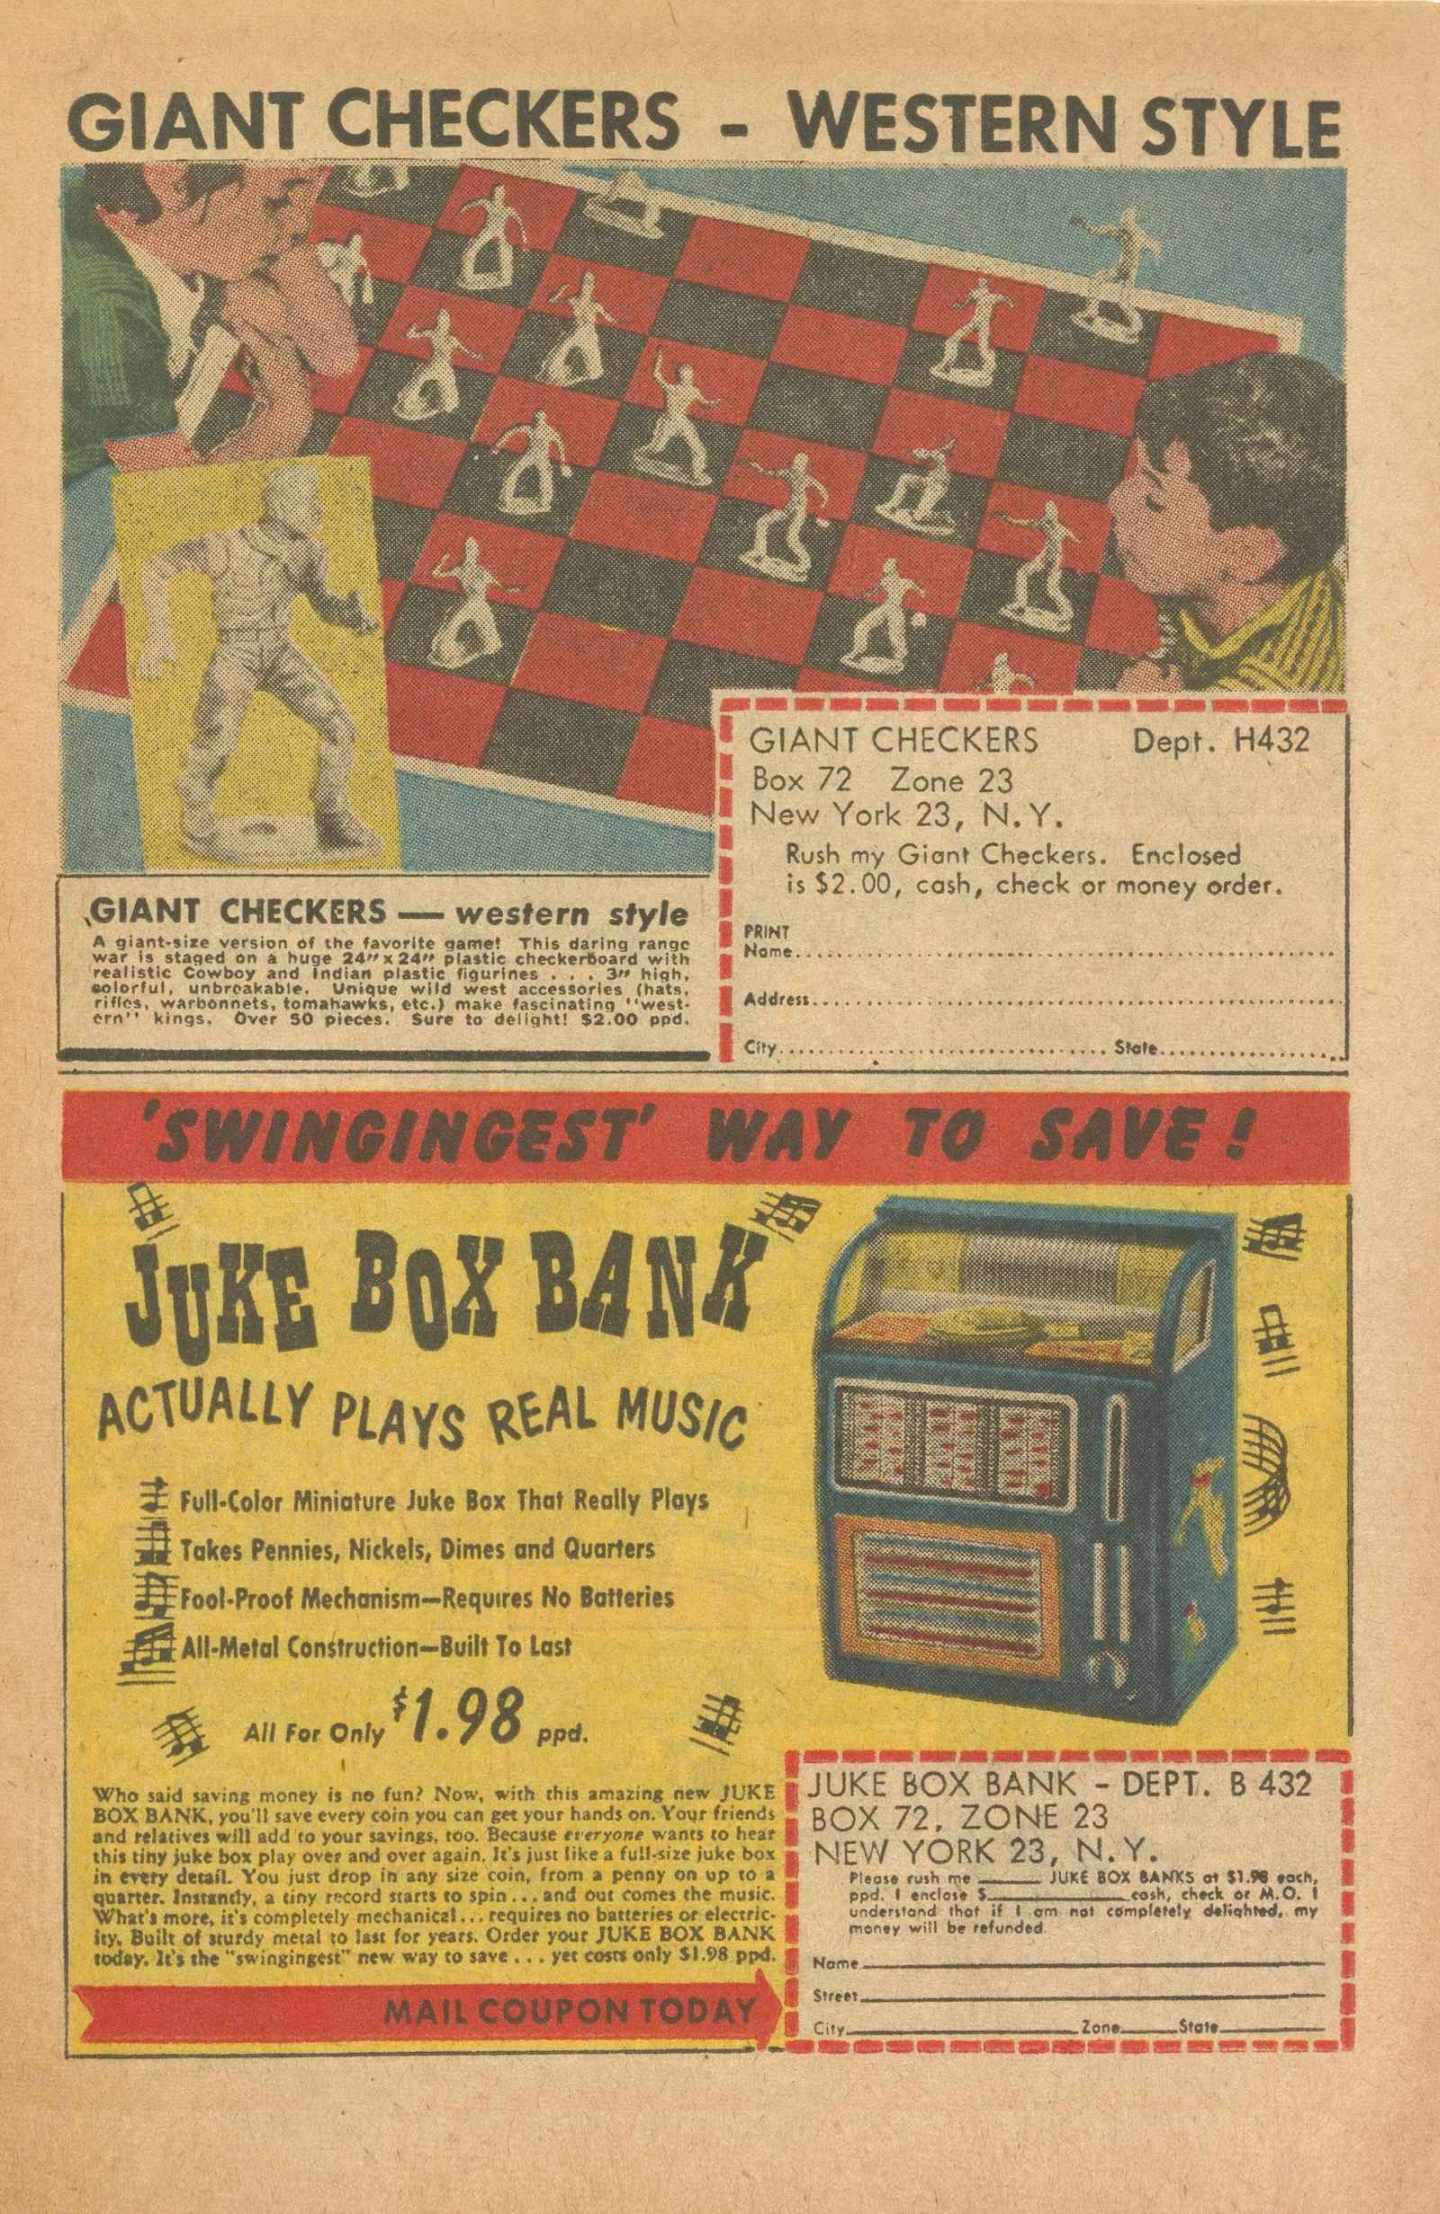 GIANT CHECKERS - WESTERN STYLE
GIANT CHECKERS Dept. H432
Box 72 Zone 23
New York 23, N.Y.
Rush my Giant Checkers. Enclosed
is $2.00, cash, check or money order.
PRINT
Name
Address
City State
GIANT CHECKERS — western style
A giant-size version of the favorite game! This daring range
war is staged on a huge 24" x 24" plastic checkerboard with
realistic Cowboy and Indian plastic figurines . . . 3" high,
colorful, unbreakable. Unique wild west accessories (hats,
rifles, warbonnets, tomahawks, etc.) make fascinating "west-
ern" kings. Over 50 pieces. Sure to delight! $2.00 ppd.
'SWINGINGEST' WAY TO SAVE!
JUKE BOX BANK
ACTUALLY PLAYS REAL MUSIC
Full-Color Miniature Juke Box That Really Plays
Takes Pennies, Nickels, Dimes and Quarters
Fool-Proof Mechanism—Requires No Batteries
All-Metal Construction—Built To Last
All For Only $1.98 ppd.
Who said saving money is no fun? Now, with this amazing new JUKE
BOX BANK, you'll save every coin you can get your hands on. Your friends
and relatives will add to your savings, too. Because everyone wants to hear
this tiny juke box play over and over again. It's just like a full-size juke box
in every detail. You just drop in any size coin, from a penny on up to a
quarter. Instantly, a tiny record starts to spin . . . and out comes the music.
What's more, it's completely mechanical . . . requires no batteries or electric-
ity. Built of sturdy metal to last for years. Order your JUKE BOX BANK
today. It's the "swingingest" new way to save . . . yet costs only $1.98 ppd.
MAIL COUPON TODAY
JUKE BOX BANK - DEPT. B 432
BOX 72, ZONE 23
NEW YORK 23, N.Y.
Please rush me ______ JUKE BOX BANKS at $1.98 each,
ppd. I enclose $______________ cash, check or M.O. I
understand that if I am not completely delighted, my
money will be refunded.
Name
Street
City Zone State